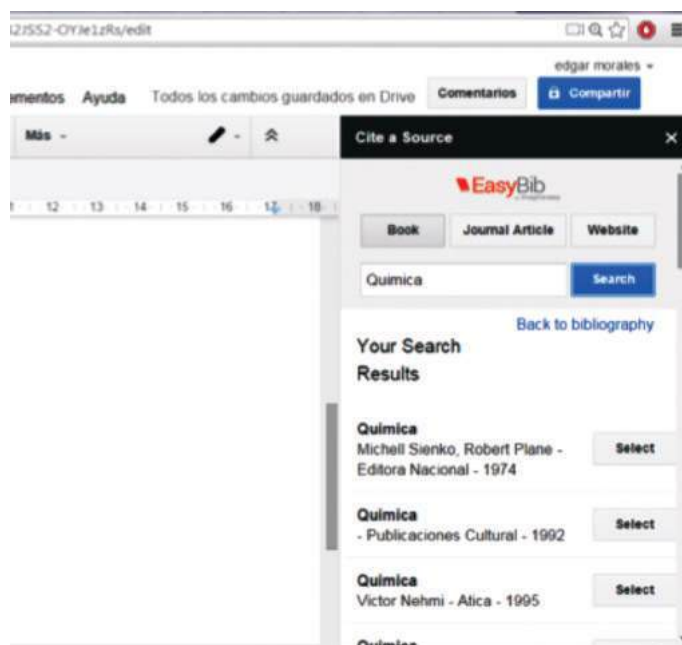 2JSS2-OYJe1zRs/edit
edgar morales
ementos Ayuda Todos los cambios guardados en Drive Comentarios Compartir
Más
Cite a Source
EasyBib
12 13 14 15 16 17 18
Book Journal Article Website
Quimica Search
Back to bibliography
Your Search
Results
Quimica
Michell Sienko, Robert Plane -
Editora Nacional - 1974
Select
Quimica
- Publicaciones Cultural - 1992
Select
Quimica
Victor Nehmi - Atica - 1995
Select
Quimica